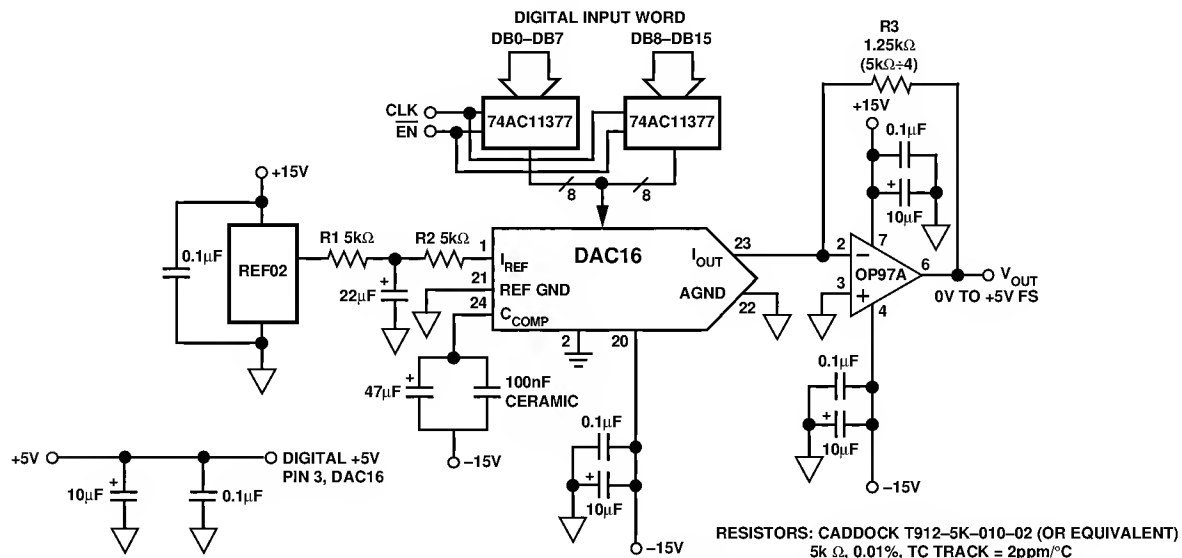 DIGITAL INPUT WORD
DB0–DB7
DB8–DB15
R3
1.25kΩ
(5kΩ÷4)
+15V
CLK
EN
74AC11377
74AC11377
0.1µF
10µF
8
8
+15V
0.1µF
REF02
R1 5kΩ
R2 5kΩ
22µF
1
21
24
IREF
REF GND
CCOMP
DAC16
IOUT
AGND
23
22
2
20
2
3
7
6
4
OP97A
VOUT
0V TO +5V FS
47µF
100nF
CERAMIC
–15V
0.1µF
10µF
–15V
0.1µF
10µF
–15V
+5V
DIGITAL +5V
PIN 3, DAC16
10µF
0.1µF
RESISTORS: CADDOCK T912–5K–010–02 (OR EQUIVALENT)
5k Ω, 0.01%, TC TRACK = 2ppm/°C